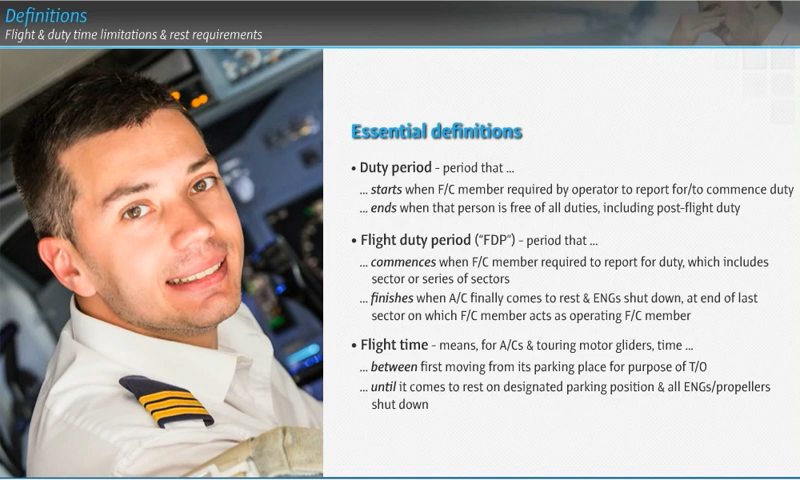 Definitions
Flight & duty time limitations & rest requirements
Essential definitions
• Duty period - period that ...
... starts when F/C member required by operator to report for/to commence duty
... ends when that person is free of all duties, including post-flight duty
• Flight duty period ("FDP") - period that ...
... commences when F/C member required to report for duty, which includes
sector or series of sectors
... finishes when A/C finally comes to rest & ENGs shut down, at end of last
sector on which F/C member acts as operating F/C member
• Flight time - means, for A/Cs & touring motor gliders, time ...
... between first moving from its parking place for purpose of T/O
... until it comes to rest on designated parking position & all ENGs/propellers
shut down